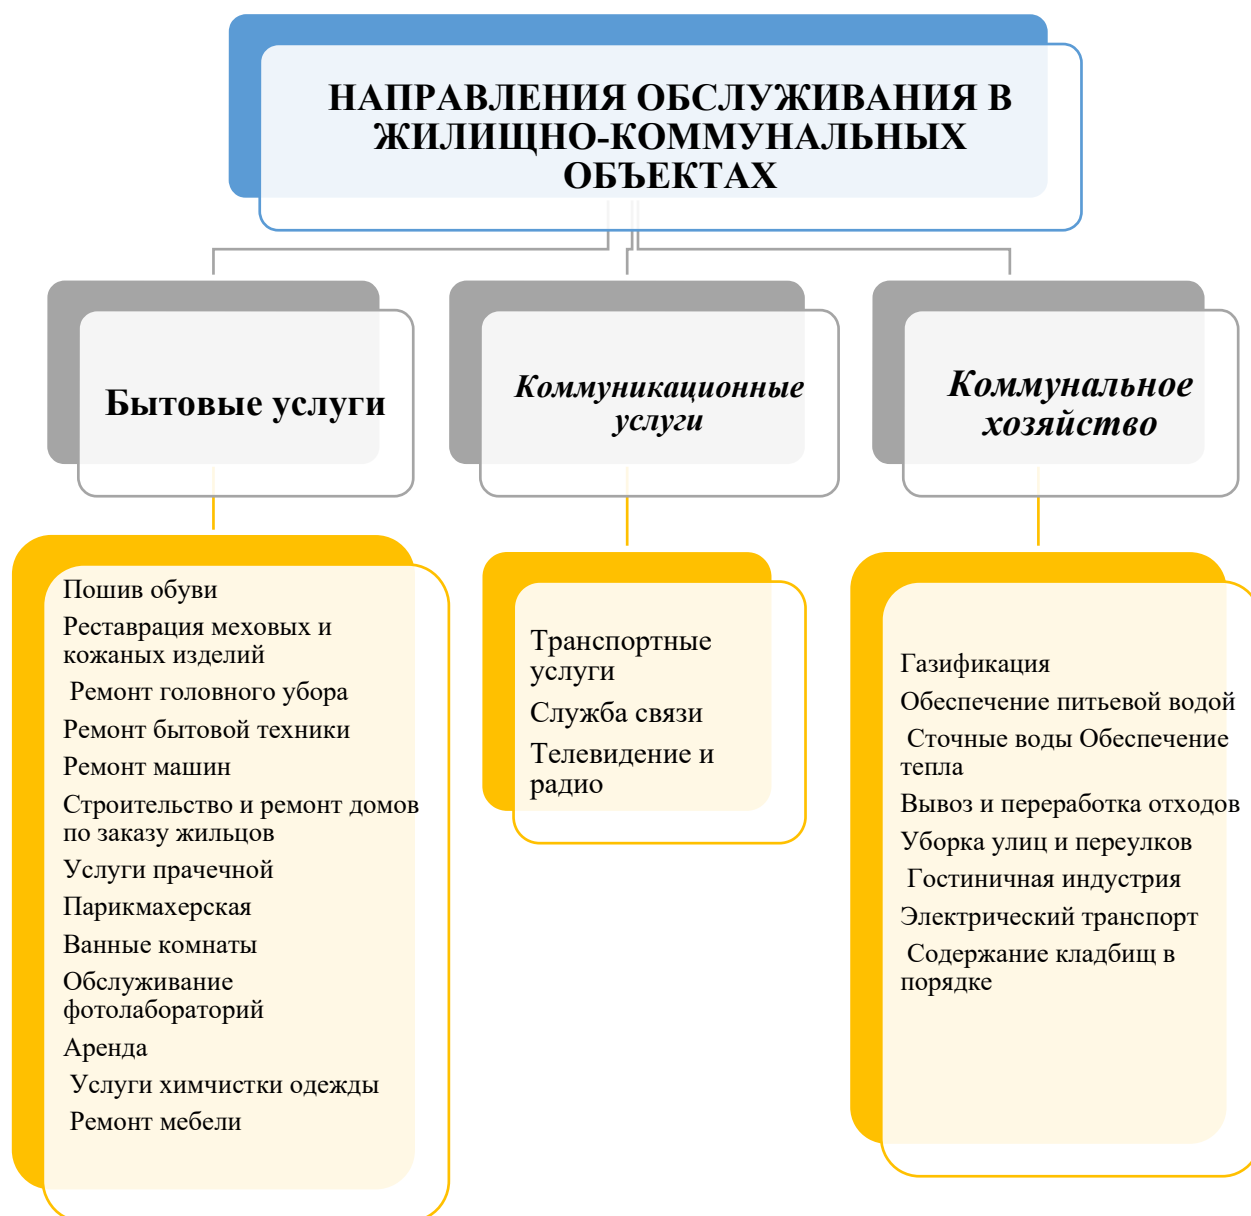 НАПРАВЛЕНИЯ ОБСЛУЖИВАНИЯ В
ЖИЛИЩНО-КОММУНАЛЬНЫХ
ОБЪЕКТАХ
Бытовые услуги
Коммуникационные
услуги
Коммунальное
хозяйство
Пошив обуви
Реставрация меховых и
кожаных изделий
Ремонт головного убора
Ремонт бытовой техники
Ремонт машин
Строительство и ремонт домов
по заказу жильцов
Услуги прачечной
Парикмахерская
Ванные комнаты
Обслуживание
фотолабораторий
Аренда
Услуги химчистки одежды
Ремонт мебели
Транспортные
услуги
Служба связи
Телевидение и
радио
Газификация
Обеспечение питьевой водой
Сточные воды Обеспечение
тепла
Вывоз и переработка отходов
Уборка улиц и переулков
Гостиничная индустрия
Электрический транспорт
Содержание кладбищ в
порядке